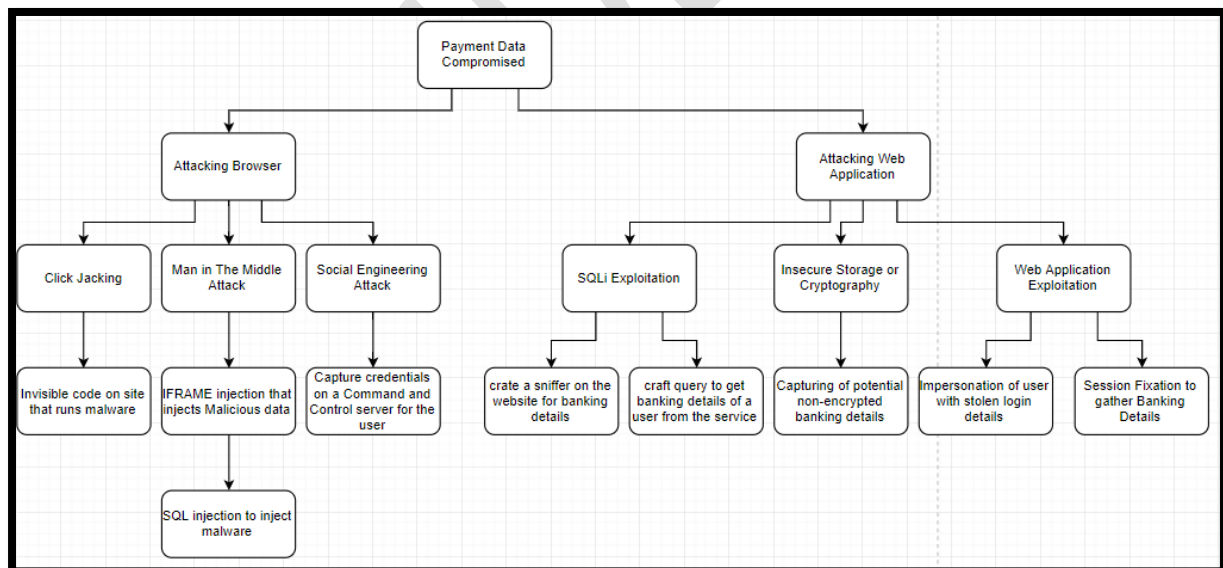 Payment Data
Compromised
Attacking Browser
Attacking Web
Application
Click Jacking
Man in The Middle
Attack
Social Engineering
Attack
SQLi Exploitation
Insecure Storage or
Cryptography
Web Application
Exploitation
Invisible code on site
that runs malware
IFRAME injection that
injects Malicious data
Capture credentials
on a Command and
Control server for the
user
crate a sniffer on the
website for banking
details
craft query to get
banking details of a
user from the service
Capturing of potential
non-encrypted
banking details
Impersonation of user
with stolen login
details
Session Fixation to
gather Banking
Details
SQL injection to inject
malware